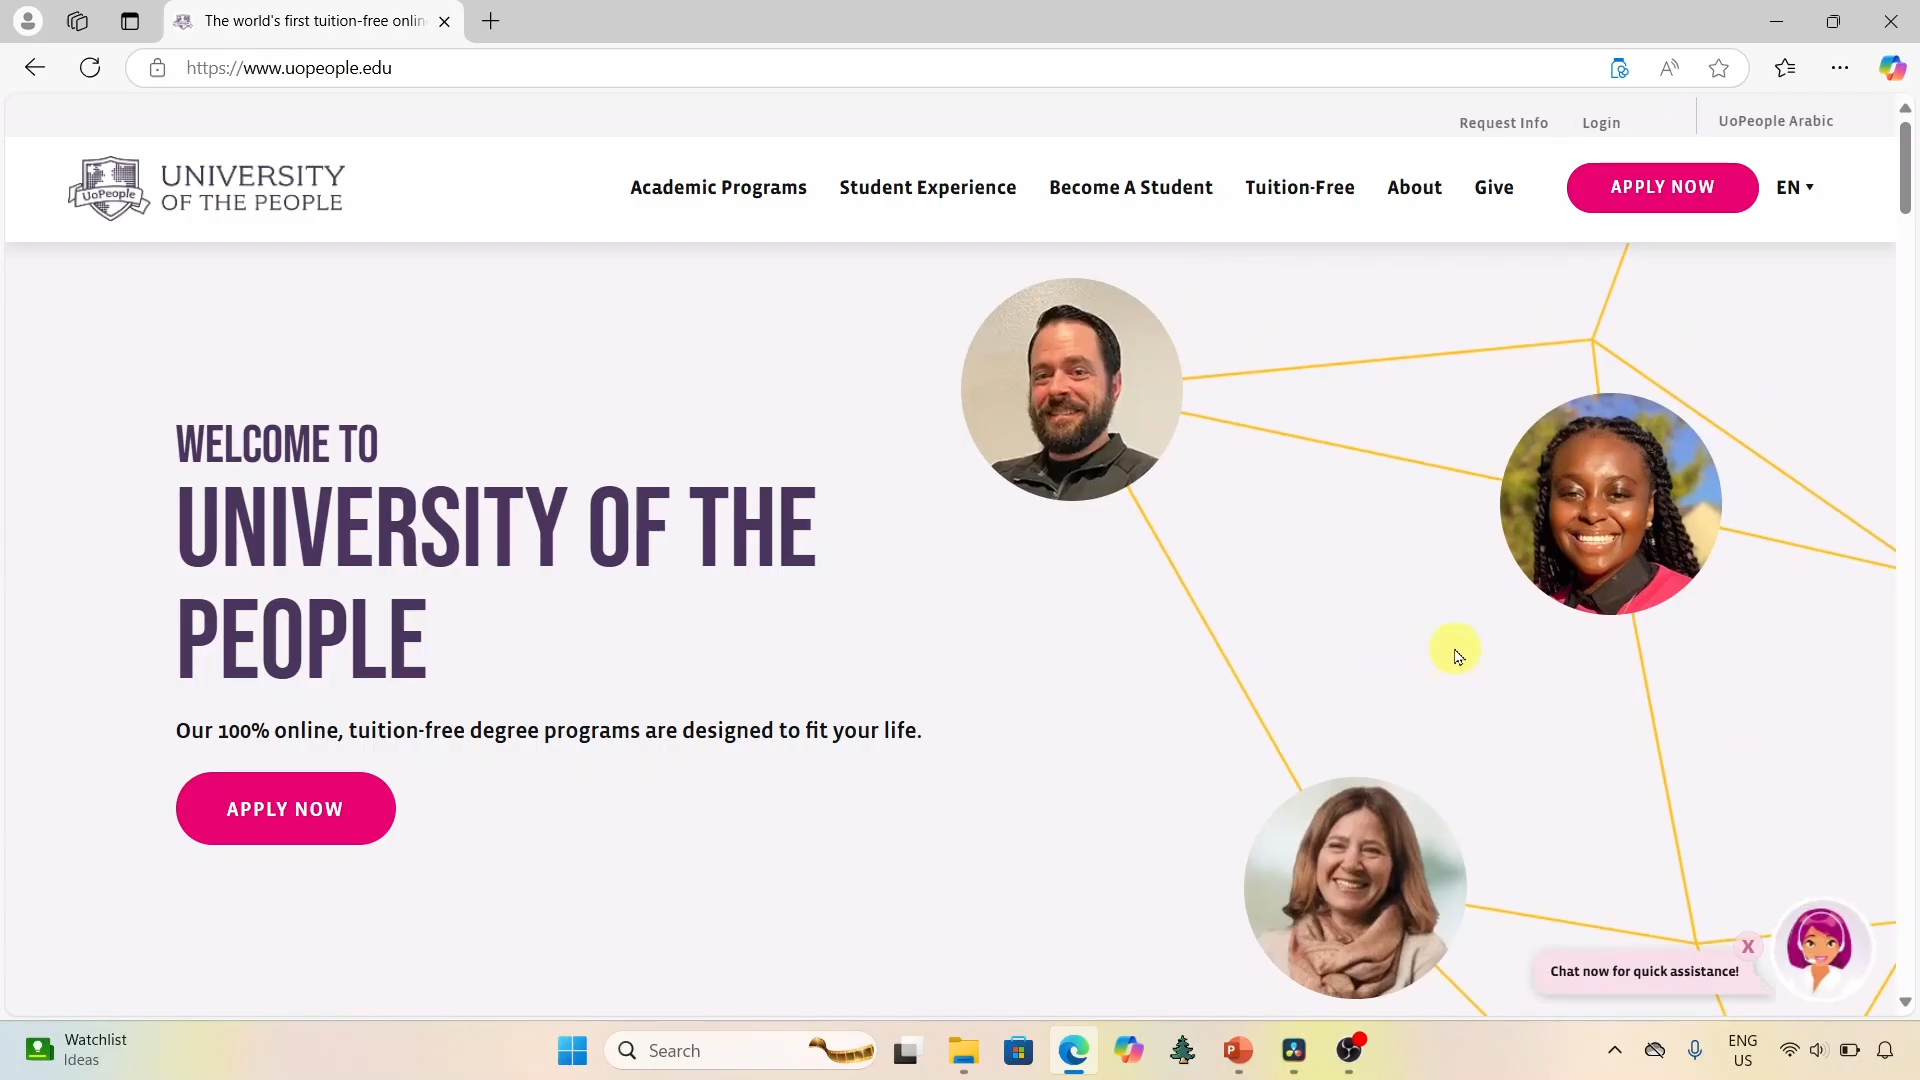 The world's first tuition-free onlin
https://www.uopeople.edu
Request Info
Login
UoPeople Arabic
UoPeople
UNIVERSITY
OF THE PEOPLE
Academic Programs
Student Experience
Become A Student
Tuition-Free
About
Give
APPLY NOW
EN
WELCOME TO
UNIVERSITY OF THE
PEOPLE
Our 100% online, tuition-free degree programs are designed to fit your life.
APPLY NOW
X
Chat now for quick assistance!
Watchlist
Ideas
Search
ENG
US